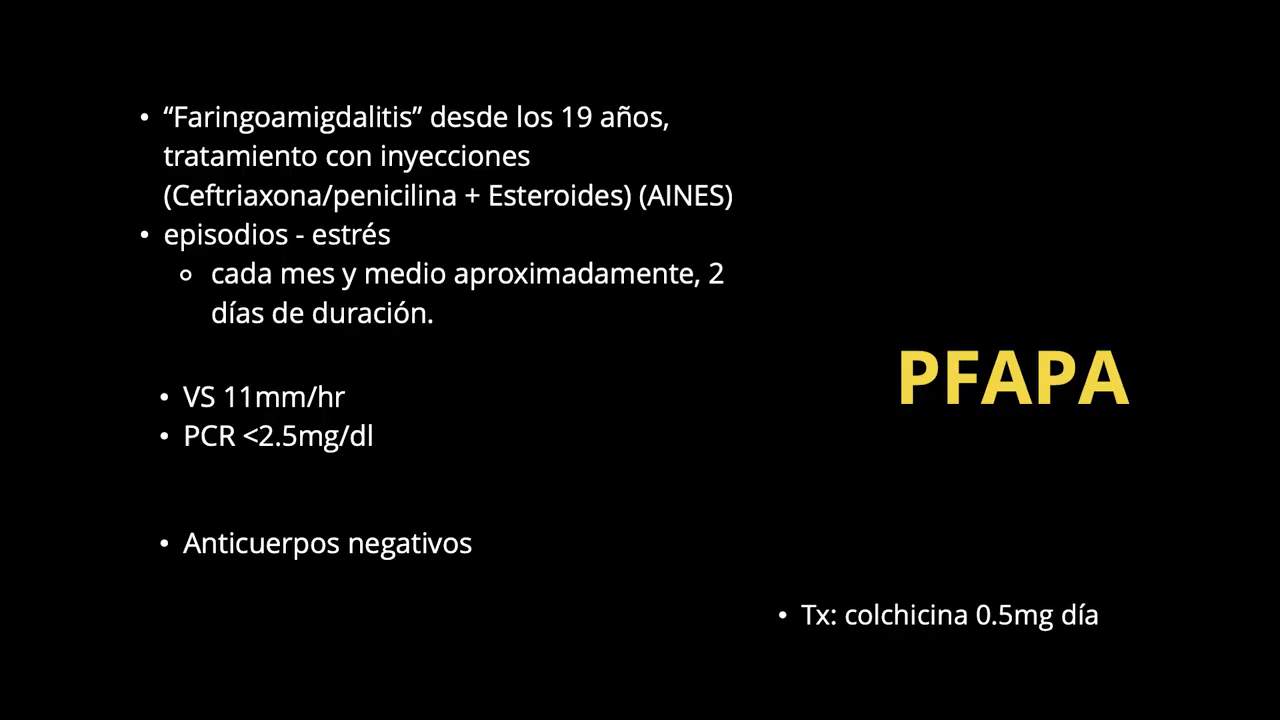 • “Faringoamigdalitis” desde los 19 años,
tratamiento con inyecciones
(Ceftriaxona/penicilina + Esteroides) (AINES)
• episodios - estrés
◦ cada mes y medio aproximadamente, 2
días de duración.
• VS 11mm/hr
• PCR <2.5mg/dl
• Anticuerpos negativos
PFAPA
• Tx: colchicina 0.5mg día